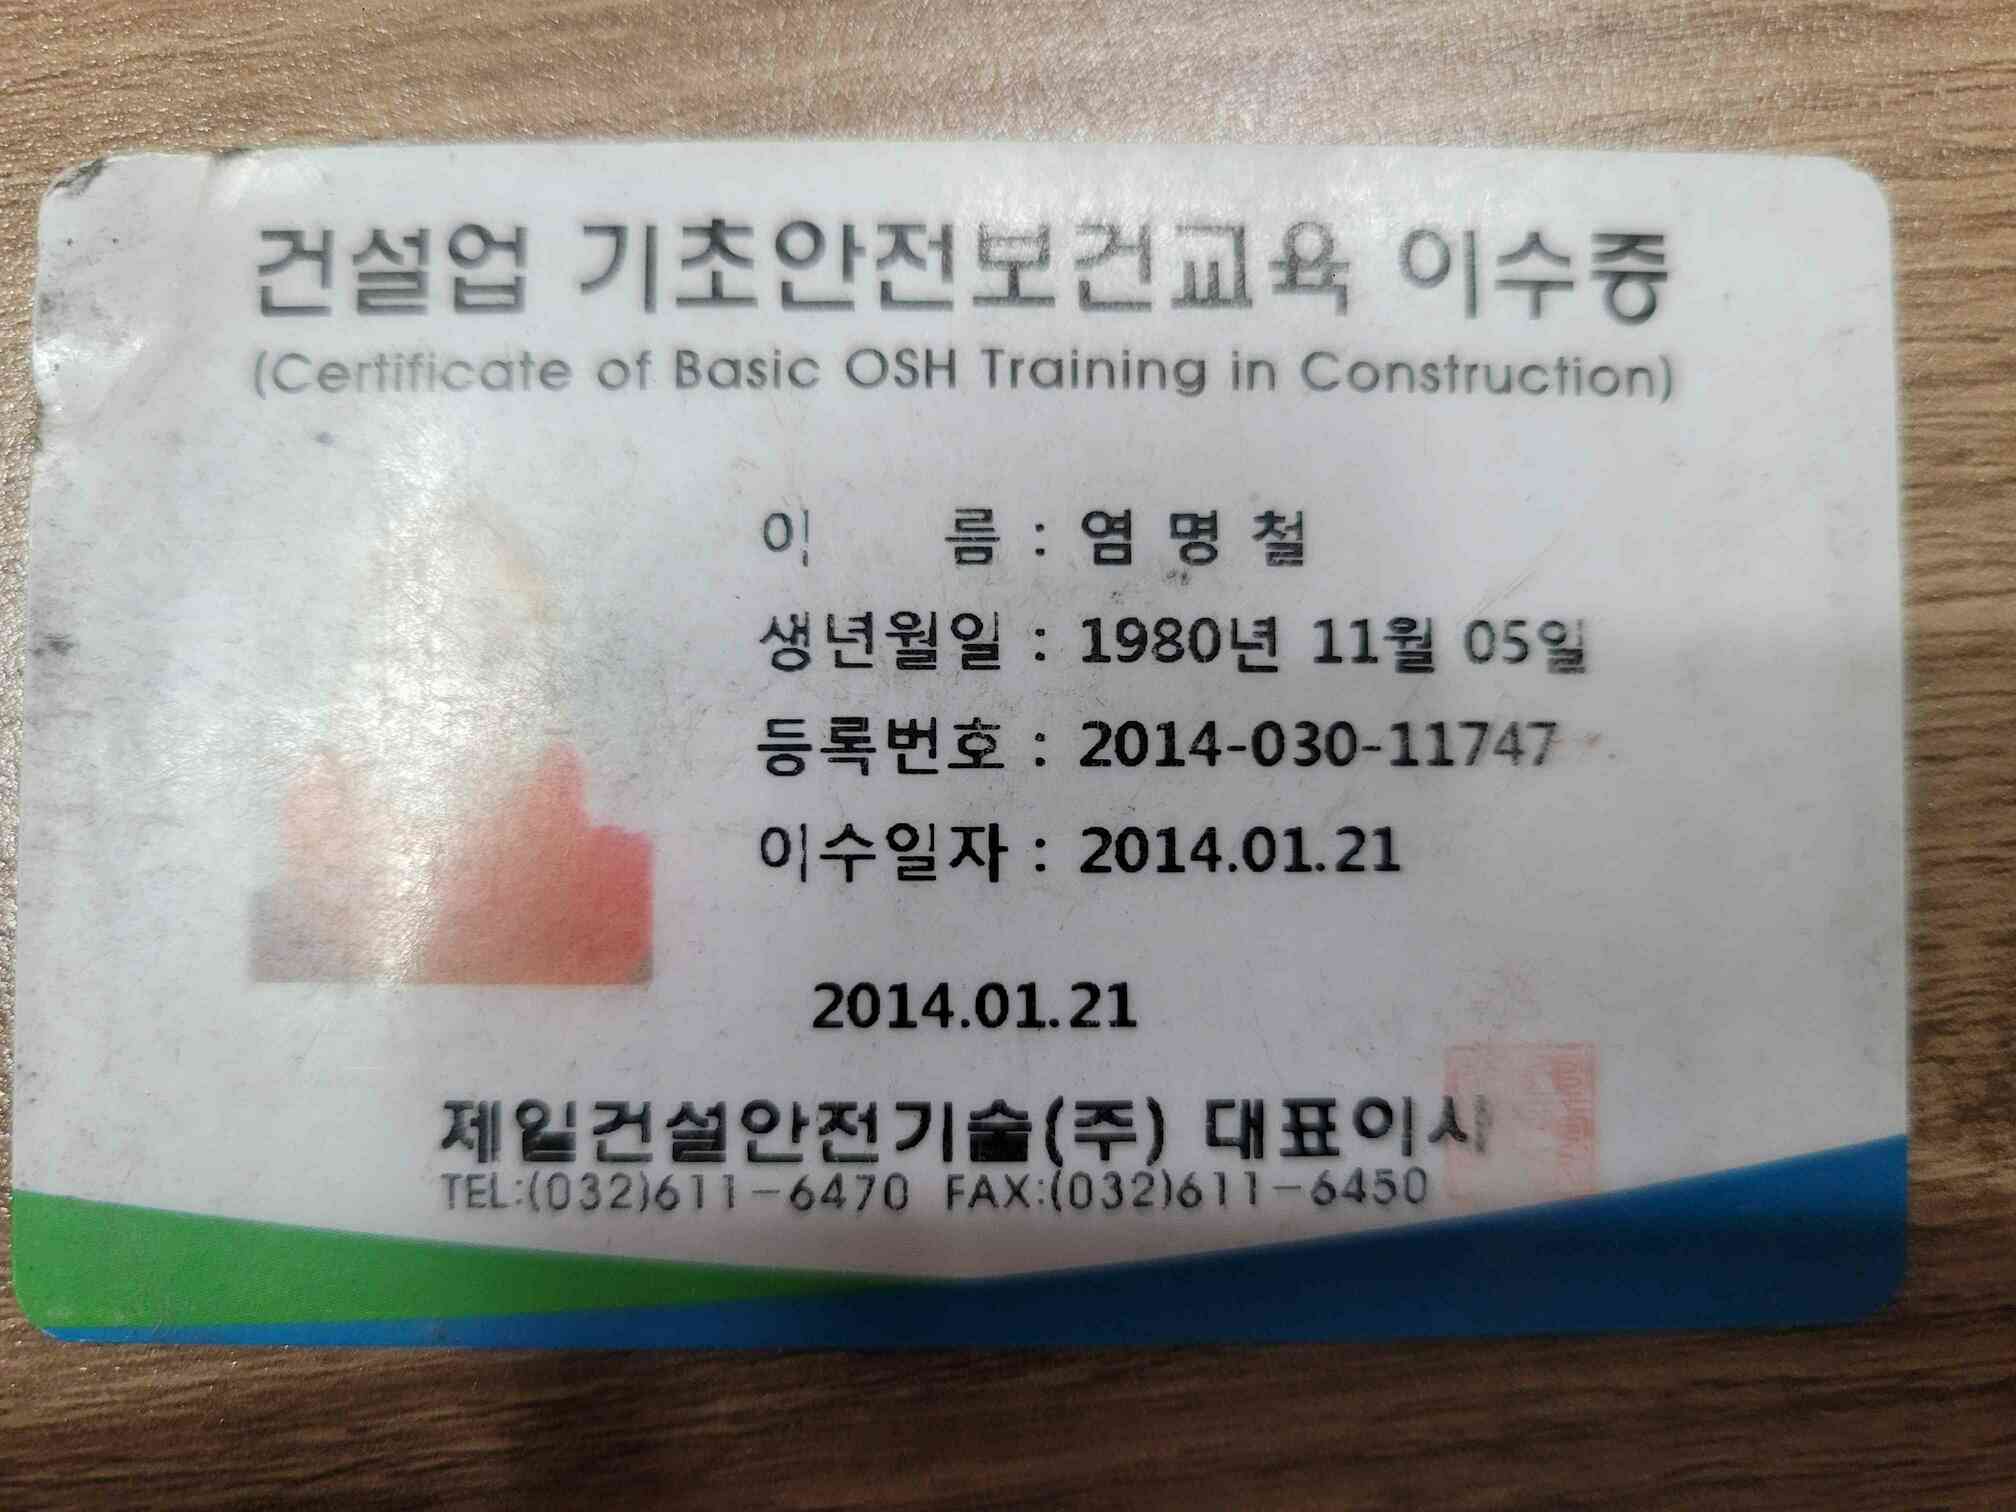 건설업 기초안전보건교육 이수증
(Certificate of Basic OSH Training in Construction)
이 름 : 염 명 철
생년월일 : 1980년 11월 05일
등록번호 : 2014-030-11747
이수일자 : 2014.01.21
2014.01.21
제일건설안전기술(주) 대표이사
TEL:(032)611-6470 FAX:(032)611-6450